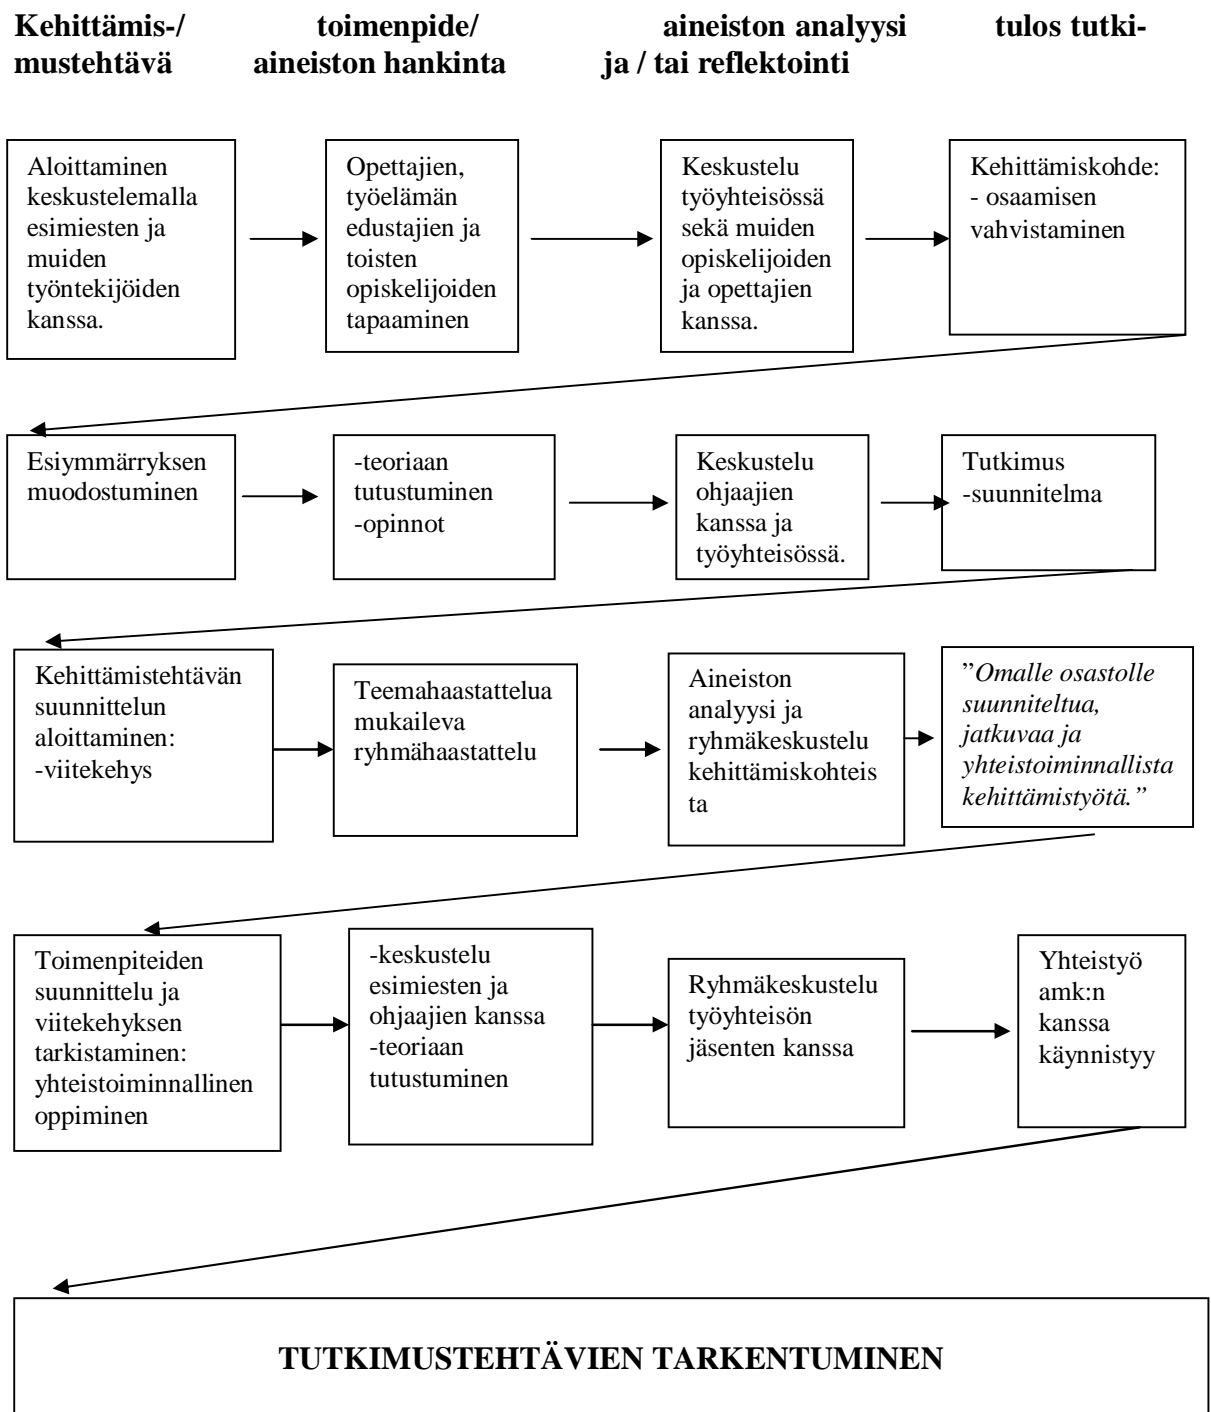 Kehittämis-/ toimenpide/ aineiston analyysi tulos tutki-
mustehtävä aineiston hankinta ja / tai reflektointi
Aloittaminen
keskustelemalla
esimiesten ja
muiden
työntekijöiden
kanssa.
Opettajien,
työelämän
edustajien ja
toisten
opiskelijoiden
tapaaminen
Keskustelu
työyhteisössä
sekä muiden
opiskelijoiden
ja opettajien
kanssa.
Kehittämiskohde:
- osaamisen
vahvistaminen
Esiymmärryksen
muodostuminen
-teoriaan
tutustuminen
-opinnot
Keskustelu
ohjaajien
kanssa ja
työyhteisössä.
Tutkimus
-suunnitelma
Kehittämistehtävän
suunnittelun
aloittaminen:
-viitekehys
Teemahaastattelua
mukaileva
ryhmähaastattelu
Aineiston
analyysi ja
ryhmäkeskustelu
kehittämiskohteis
ta
”Omalle osastolle
suunniteltua,
jatkuvaa ja
yhteistoiminnallista
kehittämistyötä.”
Toimenpiteiden
suunnittelu ja
viitekehyksen
tarkistaminen:
yhteistoiminnallinen
oppiminen
-keskustelu
esimiesten ja
ohjaajien kanssa
-teoriaan
tutustuminen
Ryhmäkeskustelu
työyhteisön
jäsenten kanssa
Yhteistyö
amk:n
kanssa
käynnistyy
TUTKIMUSTEHTÄVIEN TARKENTUMINEN